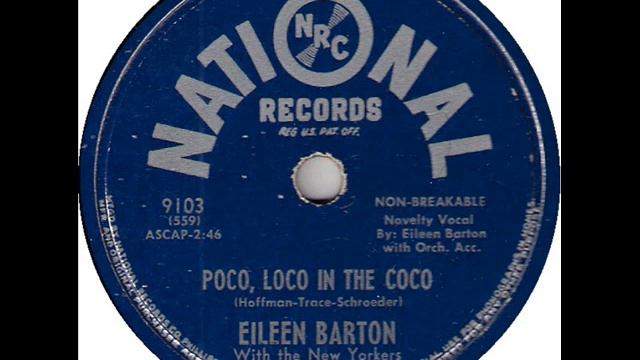 NATIONAL
NRC
RECORDS
REG U.S. PAT. OFF.
9103
(559)
ASCAP-2:46
NON-BREAKABLE
Novelty Vocal
By: Eileen Barton
with Orch. Acc.
POCO, LOCO IN THE COCO
(Hoffman-Trace-Schroeder)
EILEEN BARTON
With the New Yorkers